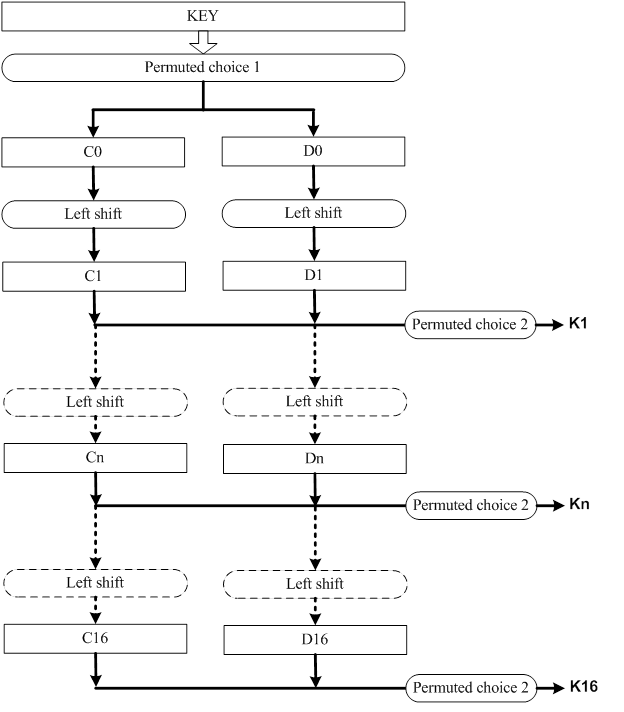 KEY
Permuted choice 1
C0
D0
Left shift
Left shift
C1
D1
Permuted choice 2
K1
Left shift
Left shift
Cn
Dn
Permuted choice 2
Kn
Left shift
Left shift
C16
D16
Permuted choice 2
K16